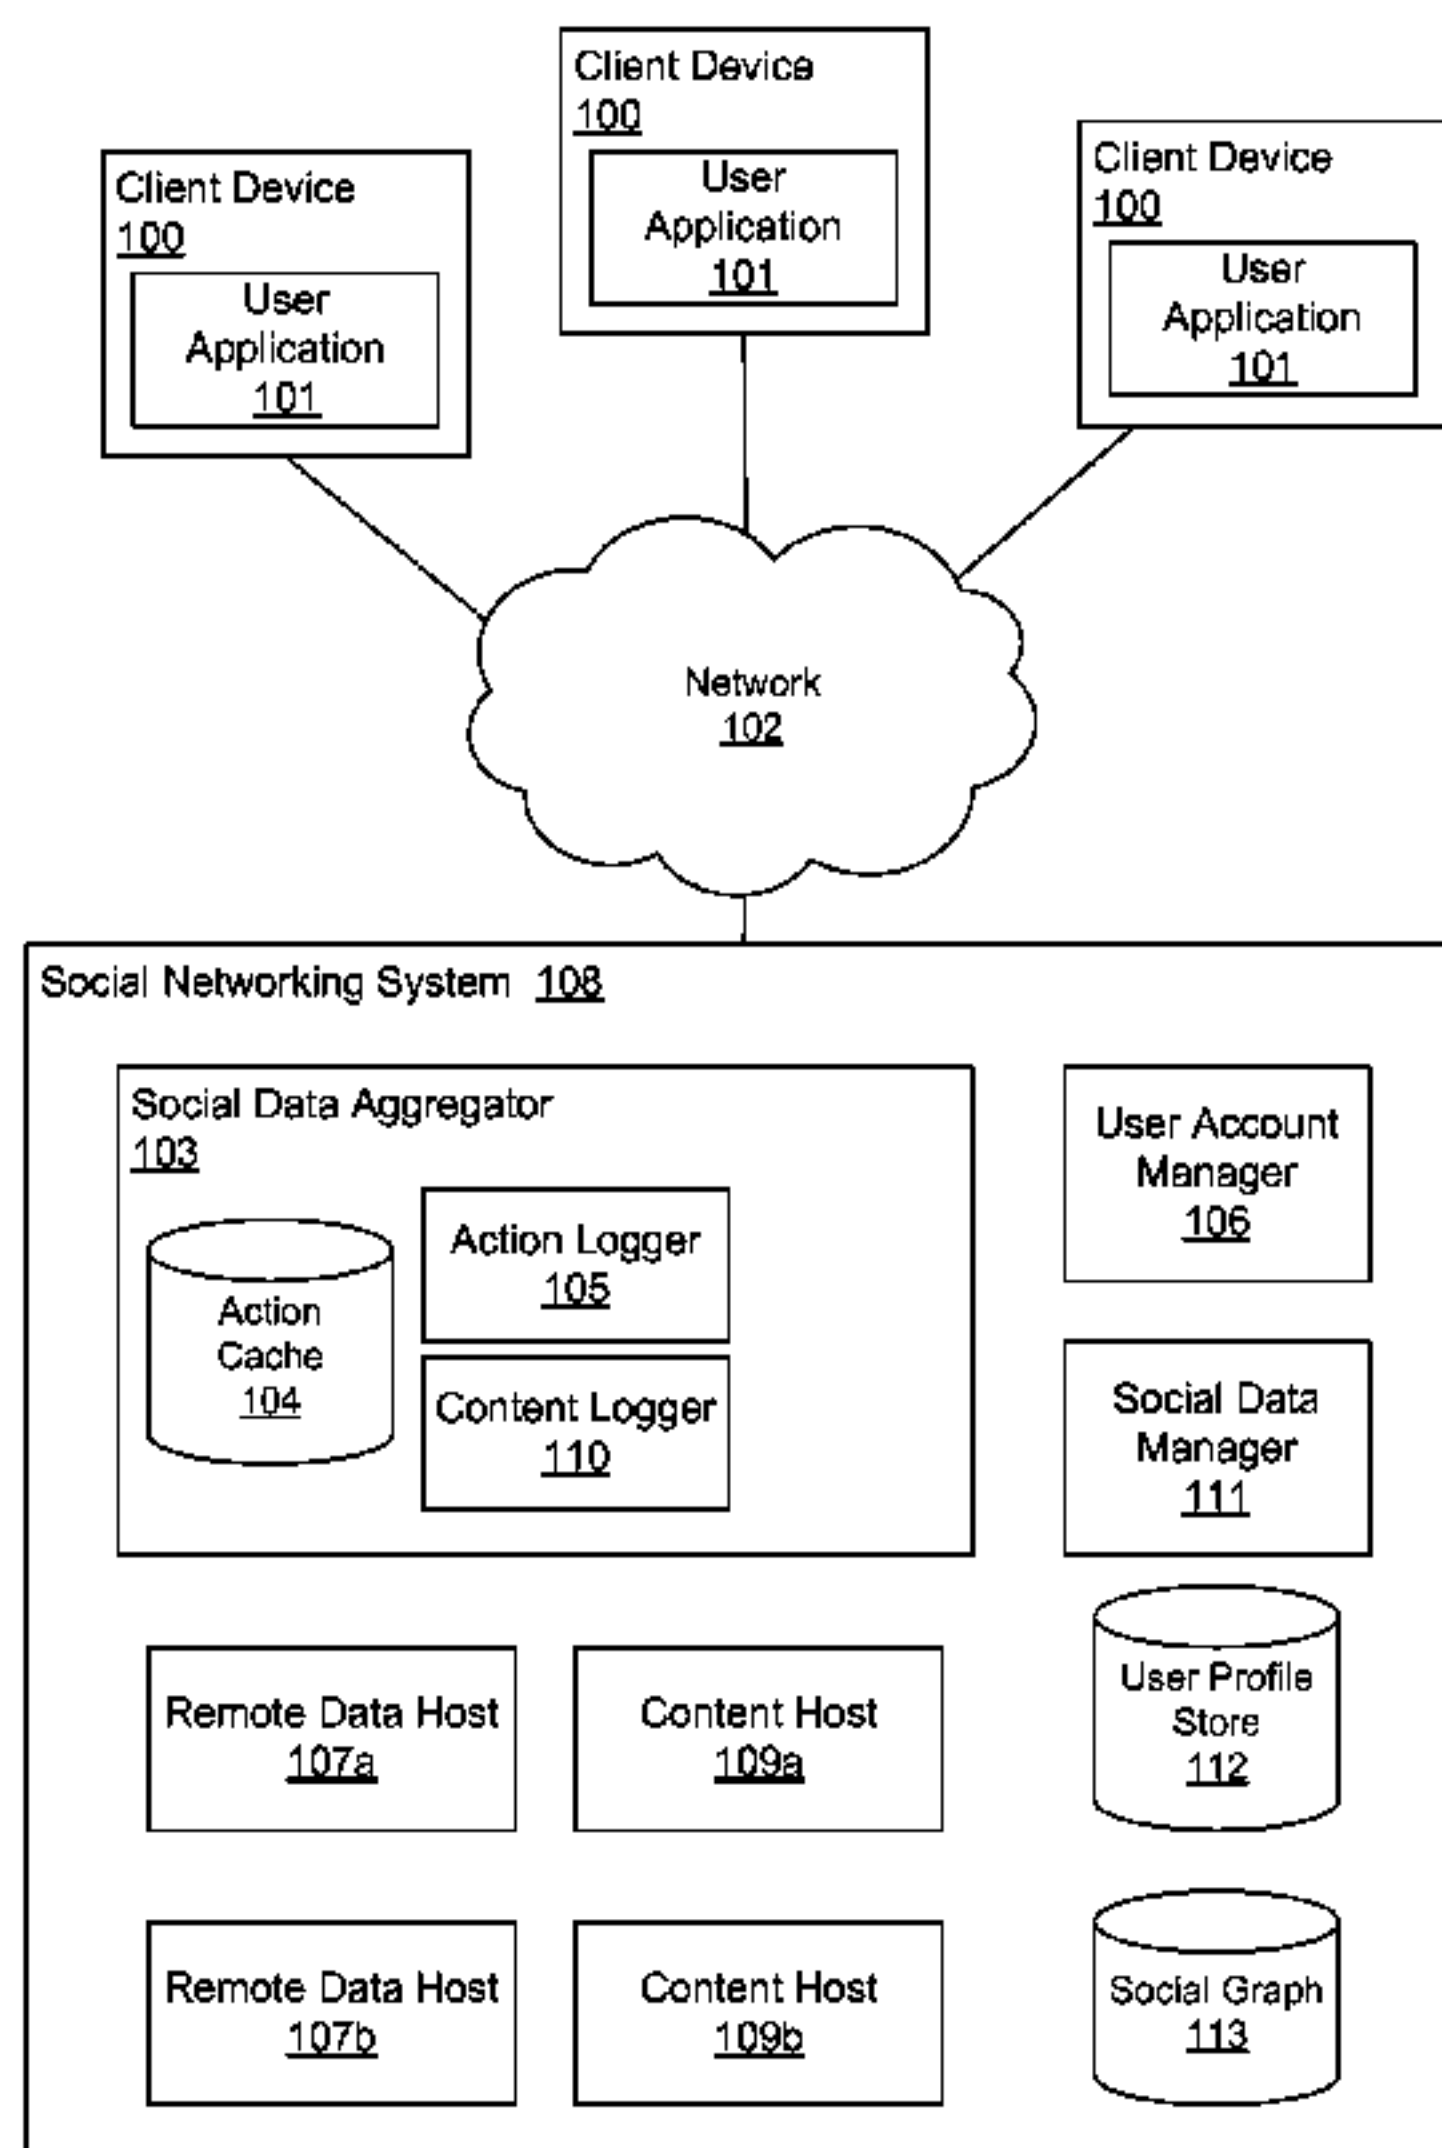 Client Device
100
User
Application
101
Client Device
100
User
Application
101
Client Device
100
User
Application
101
Network
102
Social Networking System 108
Social Data Aggregator
103
Action
Cache
104
Action Logger
105
Content Logger
110
User Account
Manager
106
Social Data
Manager
111
Remote Data Host
107a
Content Host
109a
User Profile
Store
112
Remote Data Host
107b
Content Host
109b
Social Graph
113